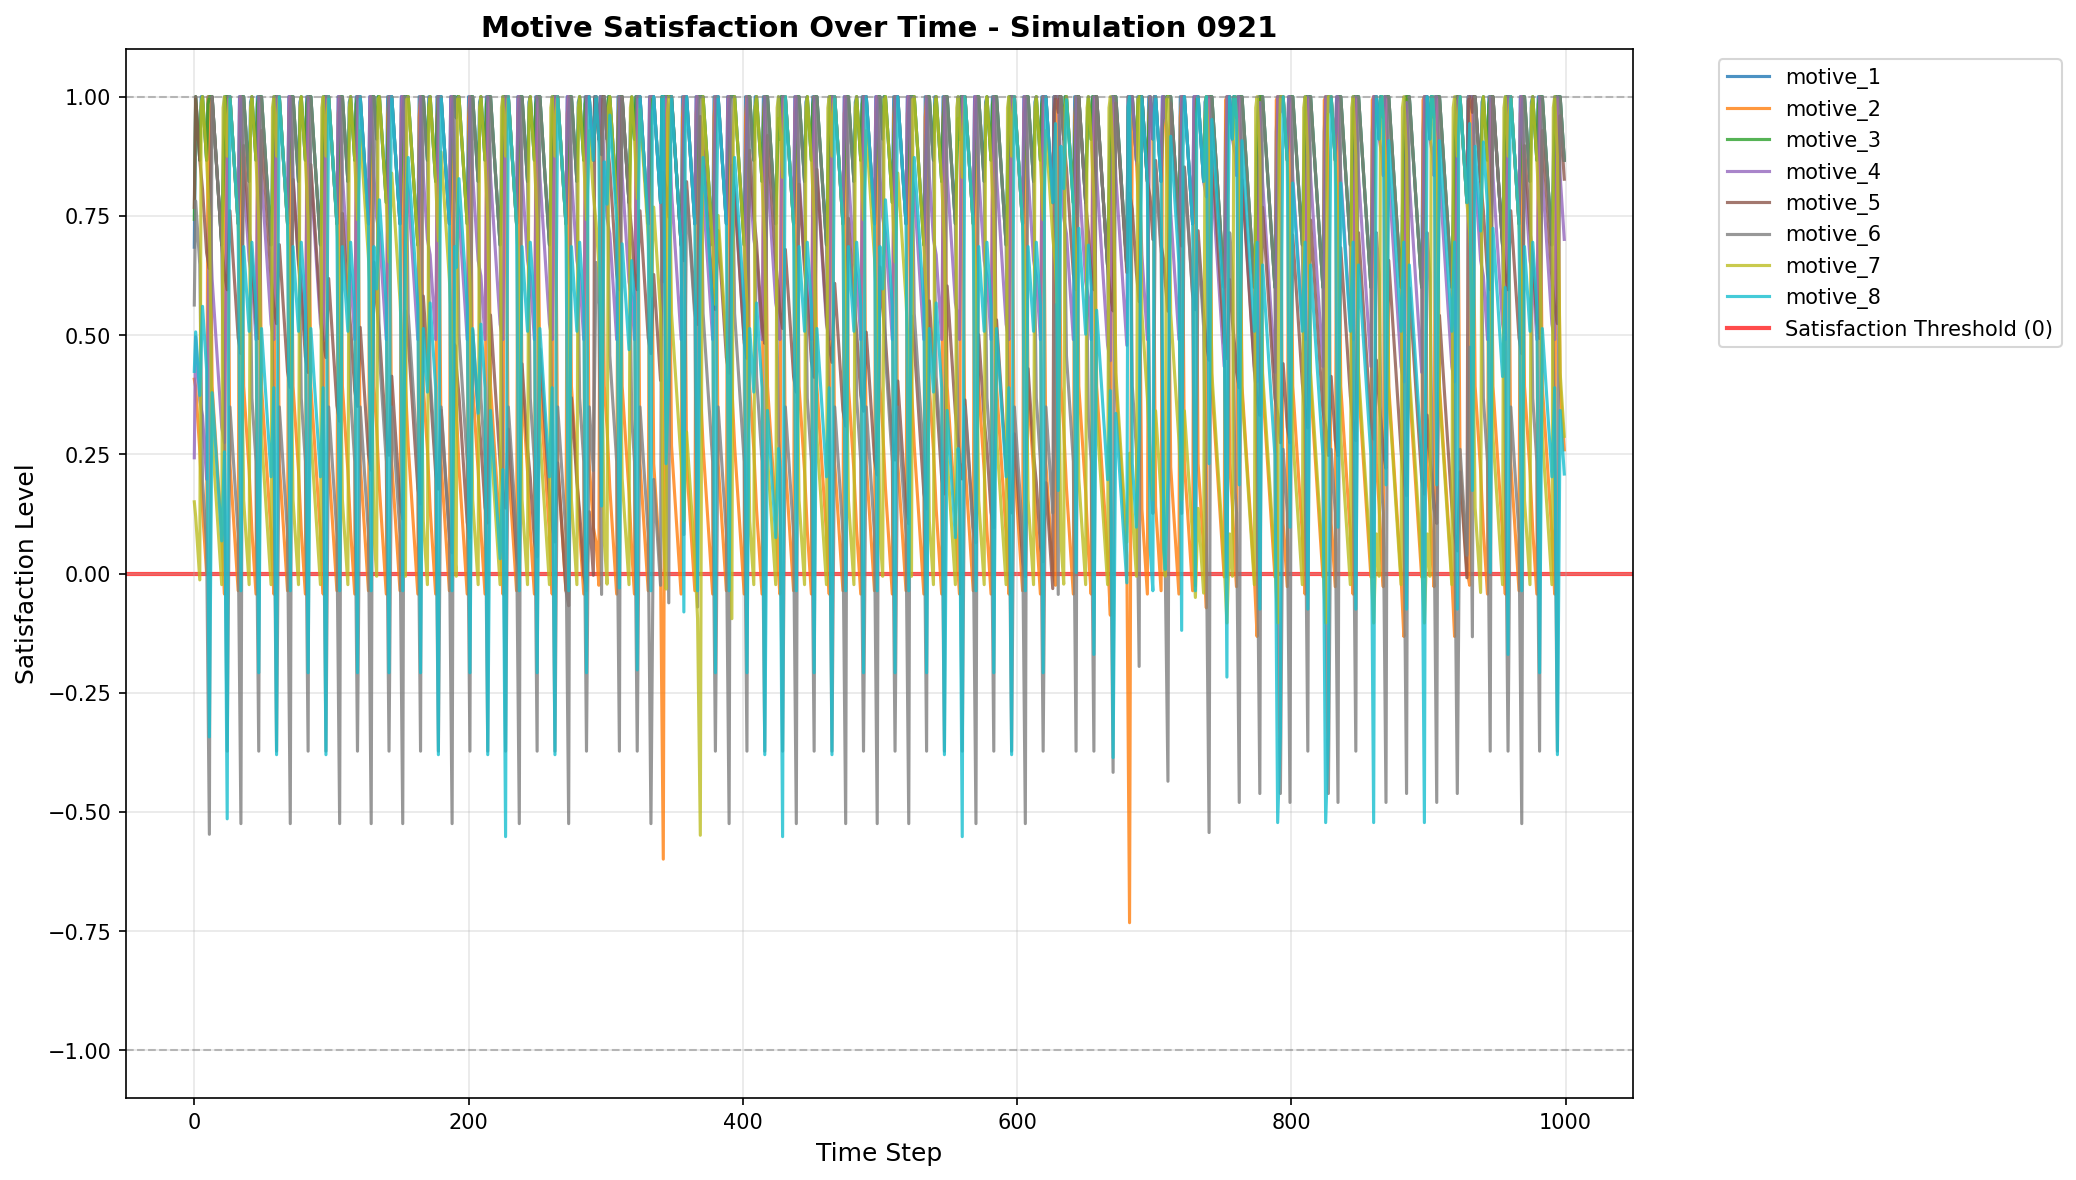 Motive Satisfaction Over Time - Simulation 0921
Satisfaction Level
1.00
0.75
0.50
0.25
0.00
−0.25
−0.50
−0.75
−1.00
0
200
400
600
800
1000
Time Step
motive_1
motive_2
motive_3
motive_4
motive_5
motive_6
motive_7
motive_8
Satisfaction Threshold (0)